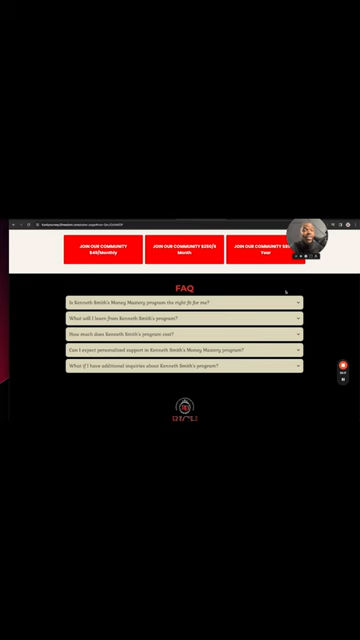 JOIN OUR COMMUNITY
$49/Monthly
JOIN OUR COMMUNITY $250/6
Month
JOIN OUR COMMUNITY
Year
FAQ
Is Kenneth Smith's Money Mastery program the right fit for me?
What will I learn from Kenneth Smith's program?
How much does Kenneth Smith's program cost?
Can I expect personalized support in Kenneth Smith's Money Mastery program?
What if I have additional inquiries about Kenneth Smith's program?
RICH